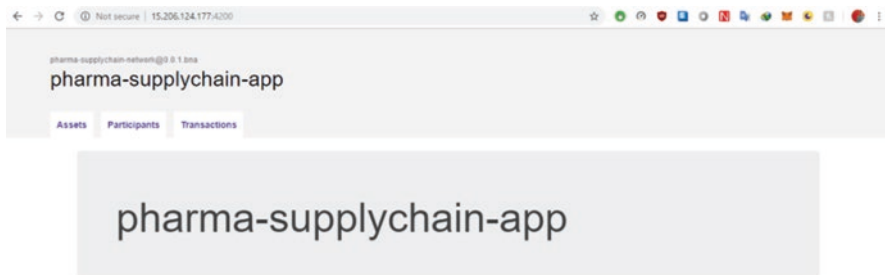 Not secure | 15.206.124.177:4200
pharma-supplychain-network@0.0.1.bna
pharma-supplychain-app
Assets Participants Transactions
pharma-supplychain-app